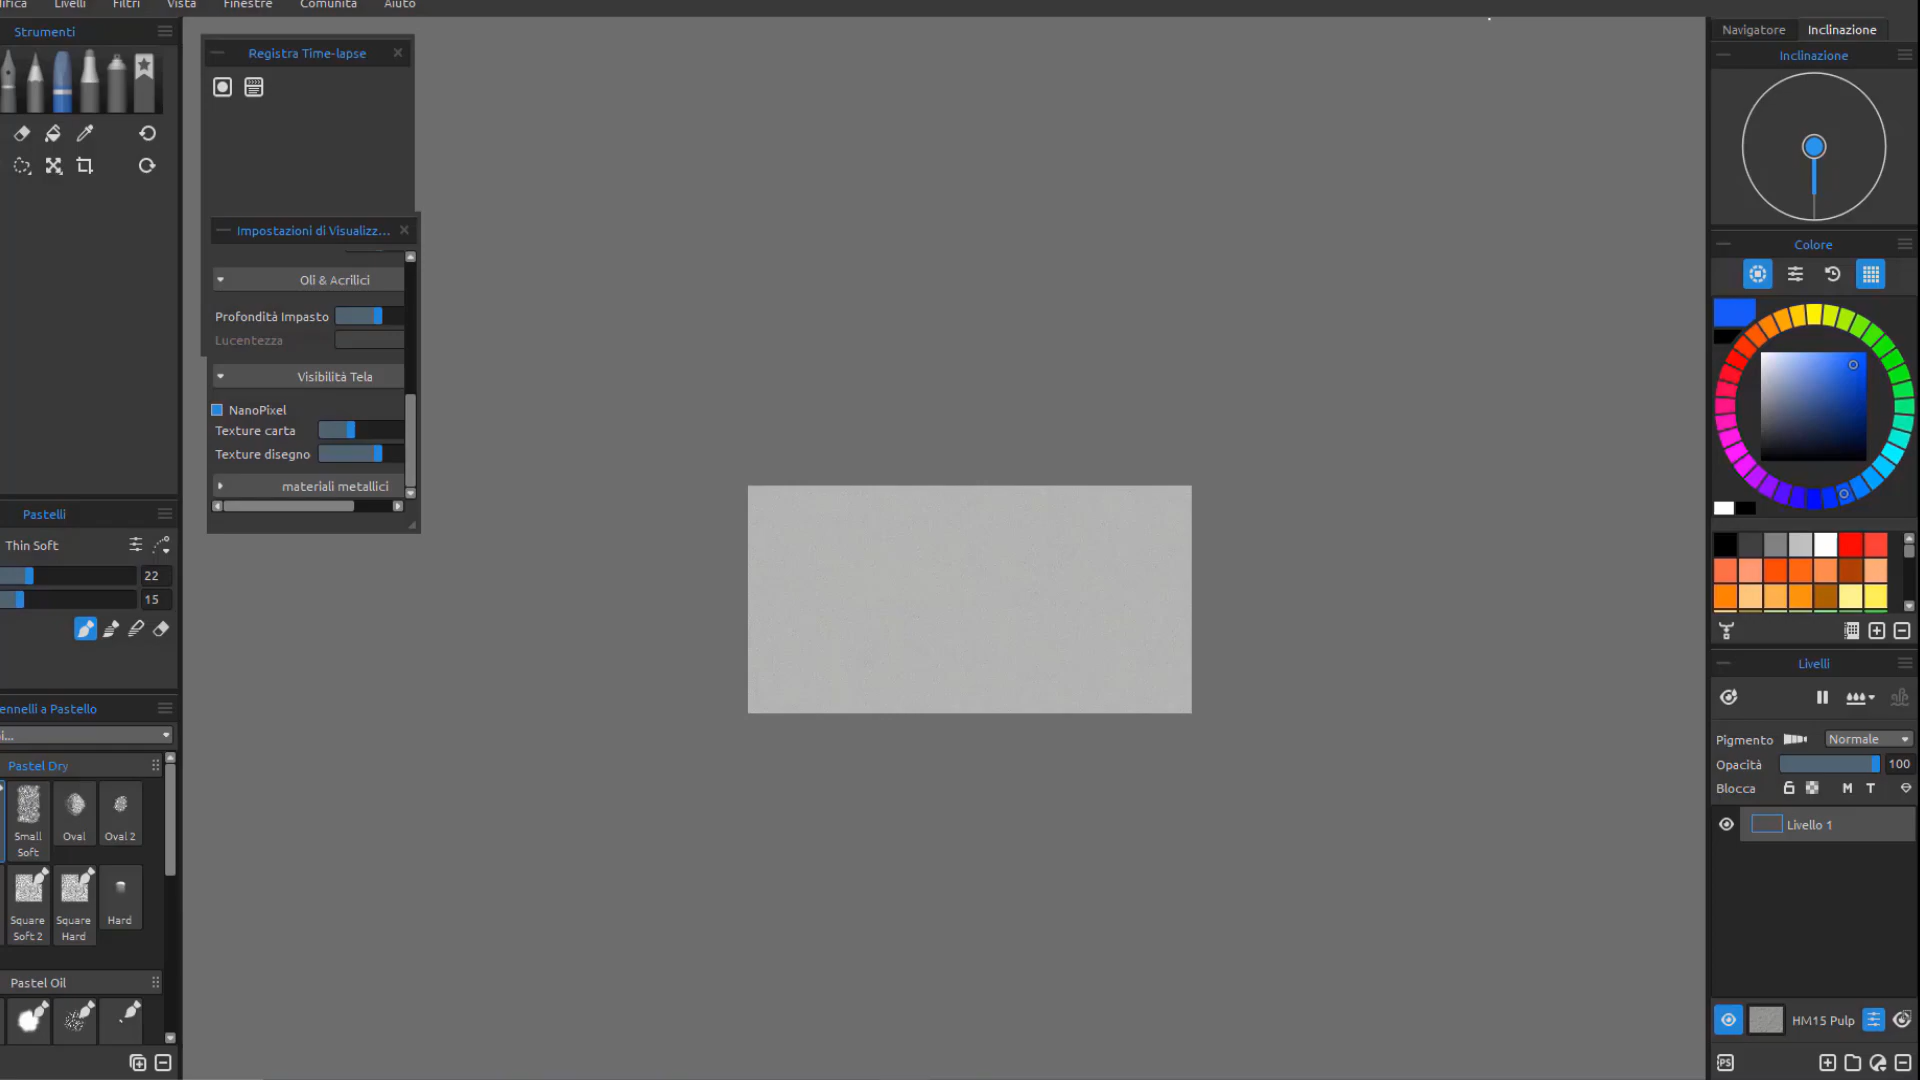 Livelli
Filtri
Vista
Finestre
Comunità
Aiuto
Strumenti
Registra Time-lapse
Impostazioni di Visualizz...
Oli & Acrilici
Profondità Impasto
Lucentezza
Visibilità Tela
NanoPixel
Texture carta
Texture disegno
materiali metallici
Pastelli
Thin Soft
22
15
ennelli a Pastello
Pastel Dry
Small Soft
Oval
Oval 2
Square Soft 2
Square Hard
Hard
Pastel Oil
Navigatore
Inclinazione
Inclinazione
Colore
Livelli
Pigmento
Normale
Opacità
100
Blocca
M
T
Livello 1
HM15 Pulp
PS